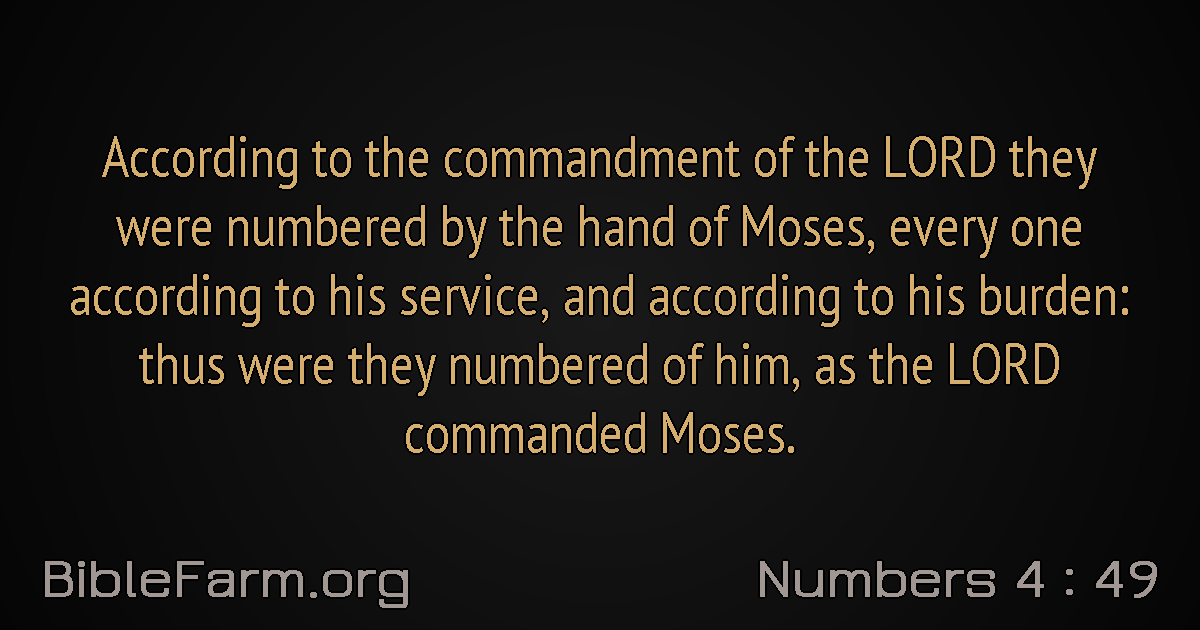 According to the commandment of the LORD they
were numbered by the hand of Moses, every one
according to his service, and according to his burden:
thus were they numbered of him, as the LORD
commanded Moses.
BibleFarm.org
Numbers 4 : 49